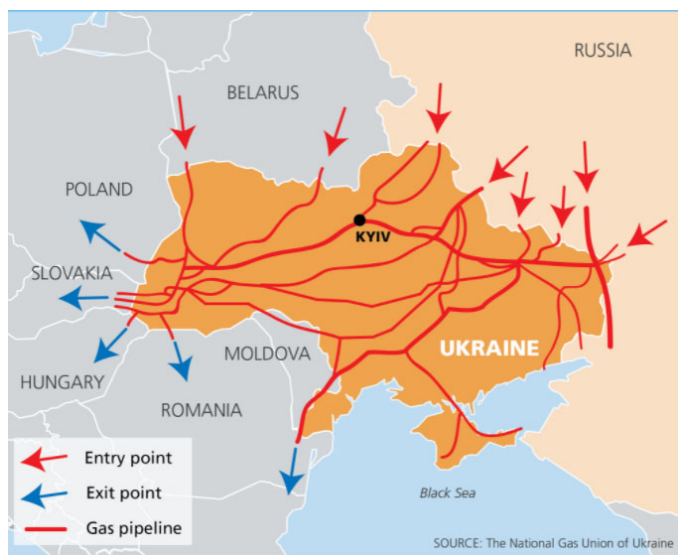 RUSSIA
BELARUS
POLAND
KYIV
SLOVAKIA
UKRAINE
MOLDOVA
HUNGARY
ROMANIA
Entry point
Exit point
Gas pipeline
Black Sea
SOURCE: The National Gas Union of Ukraine